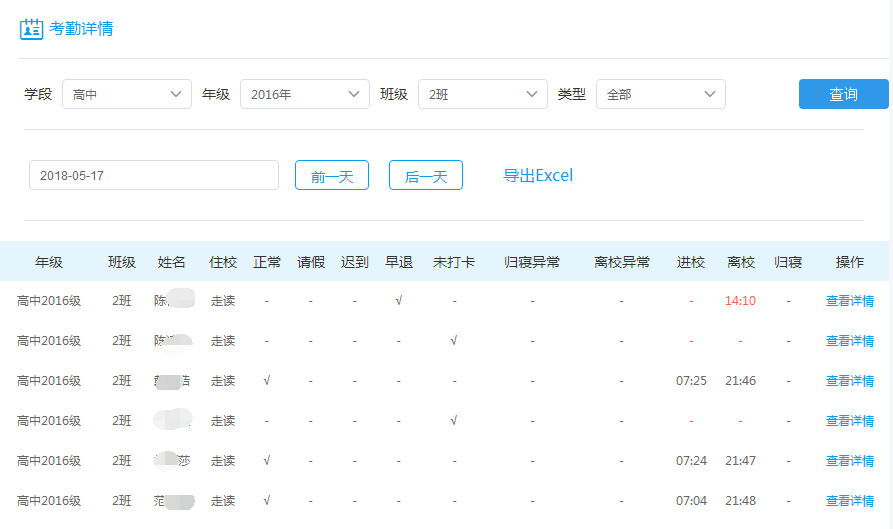 考勤详情
学段 高中 年级 2016年 班级 2班 类型 全部 查询
2018-05-17 前一天 后一天 导出Excel
年级 班级 姓名 住校 正常 请假 迟到 早退 未打卡 归寝异常 离校异常 进校 离校 归寝 操作
高中2016级 2班 陈 走读 - - - √ - - - - 14:10 - 查看详情
高中2016级 2班 陈 走读 - - - - √ - - - - - 查看详情
高中2016级 2班 浩 走读 √ - - - - - - 07:25 21:46 - 查看详情
高中2016级 2班 走读 - - - - √ - - - - - 查看详情
高中2016级 2班 莎 走读 √ - - - - - - 07:24 21:47 - 查看详情
高中2016级 2班 范 走读 √ - - - - - - 07:04 21:48 - 查看详情